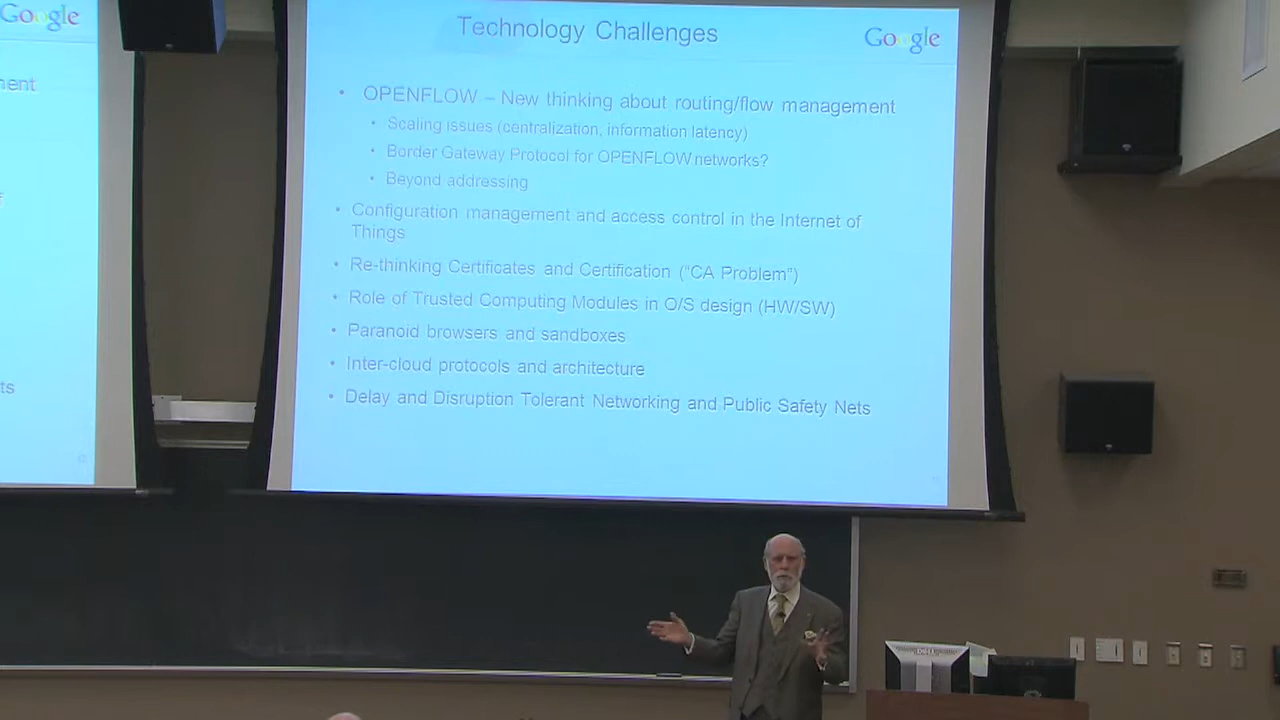 Google
nent
ts
Technology Challenges
Google
• OPENFLOW – New thinking about routing/flow management
• Scaling issues (centralization, information latency)
• Border Gateway Protocol for OPENFLOW networks?
• Beyond addressing
• Configuration management and access control in the Internet of
Things
• Re-thinking Certificates and Certification ("CA Problem")
• Role of Trusted Computing Modules in O/S design (HW/SW)
• Paranoid browsers and sandboxes
• Inter-cloud protocols and architecture
• Delay and Disruption Tolerant Networking and Public Safety Nets